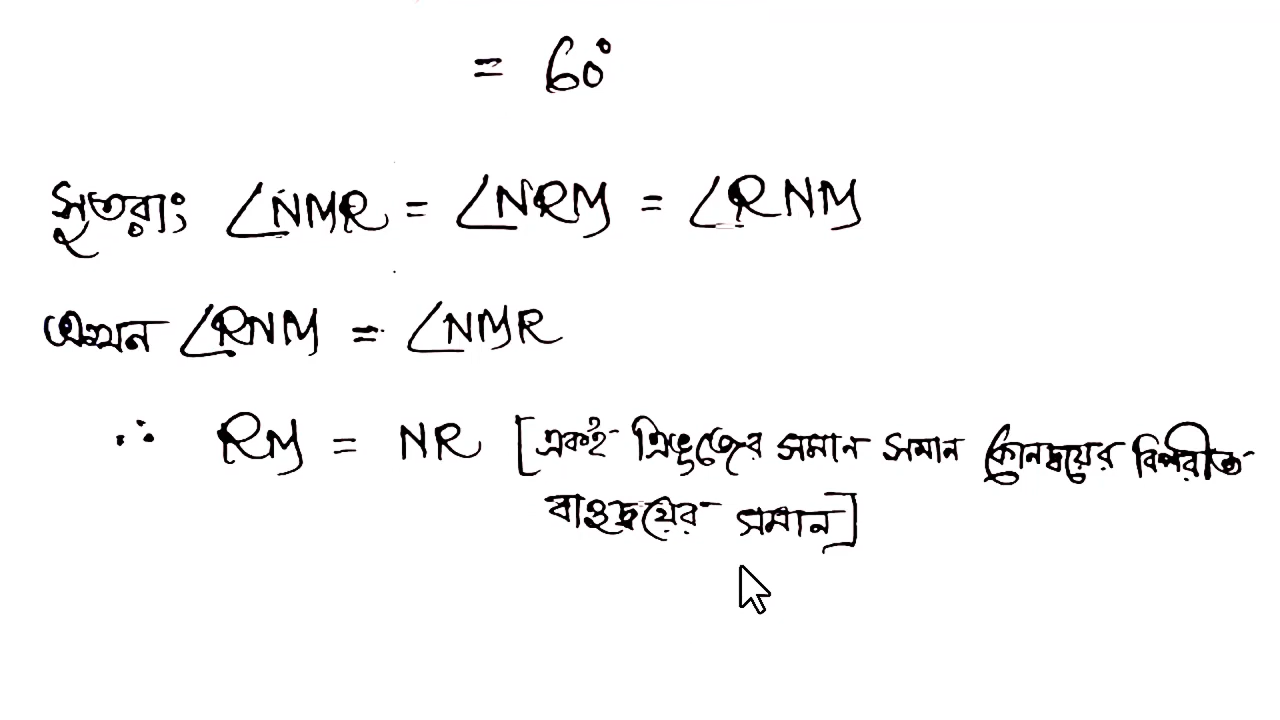 = 60°
সুতরাং ∠NMR = ∠NRM = ∠RNM
এখন ∠RNM = ∠NMR
∴ RM = NR [একই ত্রিভুজের সমান সমান কোনদ্বয়ের বিপরীত
বাহুদ্বয়ের সমান]